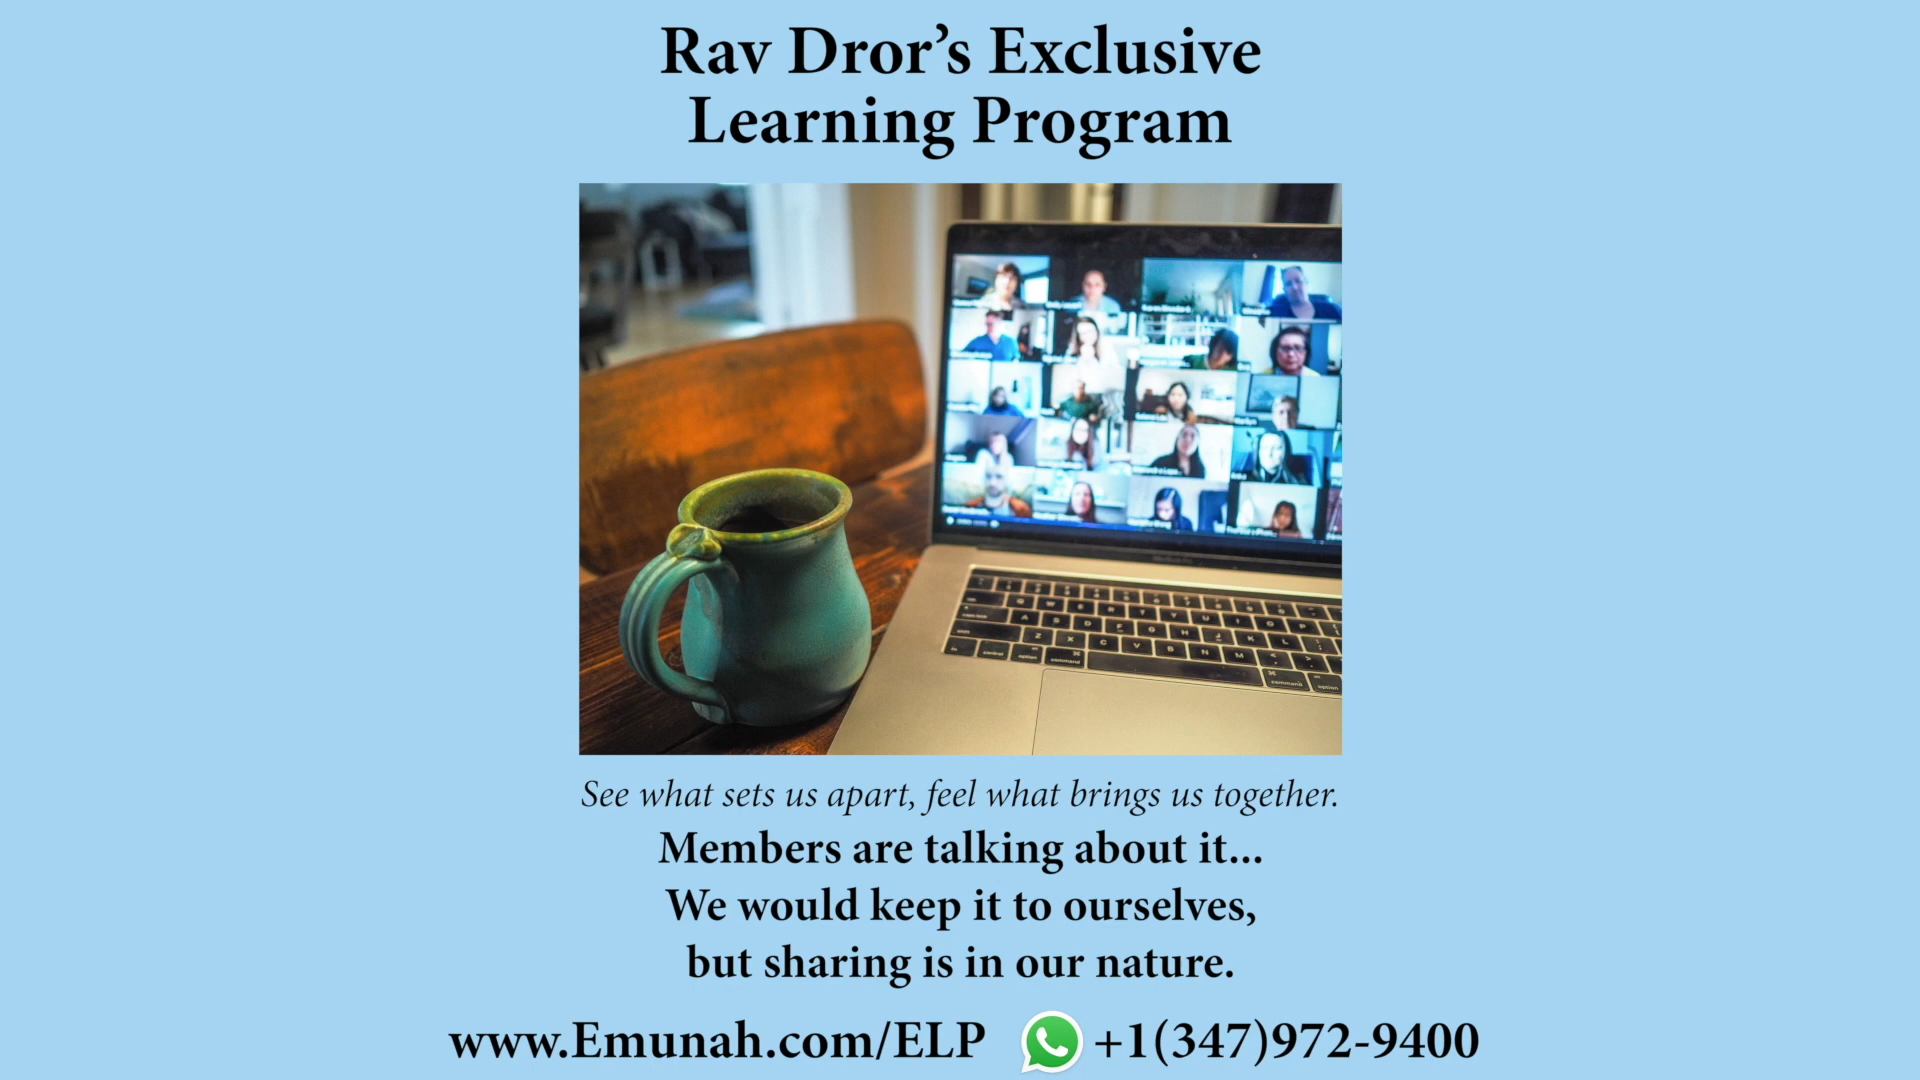 Rav Dror’s Exclusive
Learning Program
See what sets us apart, feel what brings us together.
Members are talking about it...
We would keep it to ourselves,
but sharing is in our nature.
www.Emunah.com/ELP +1(347)972-9400